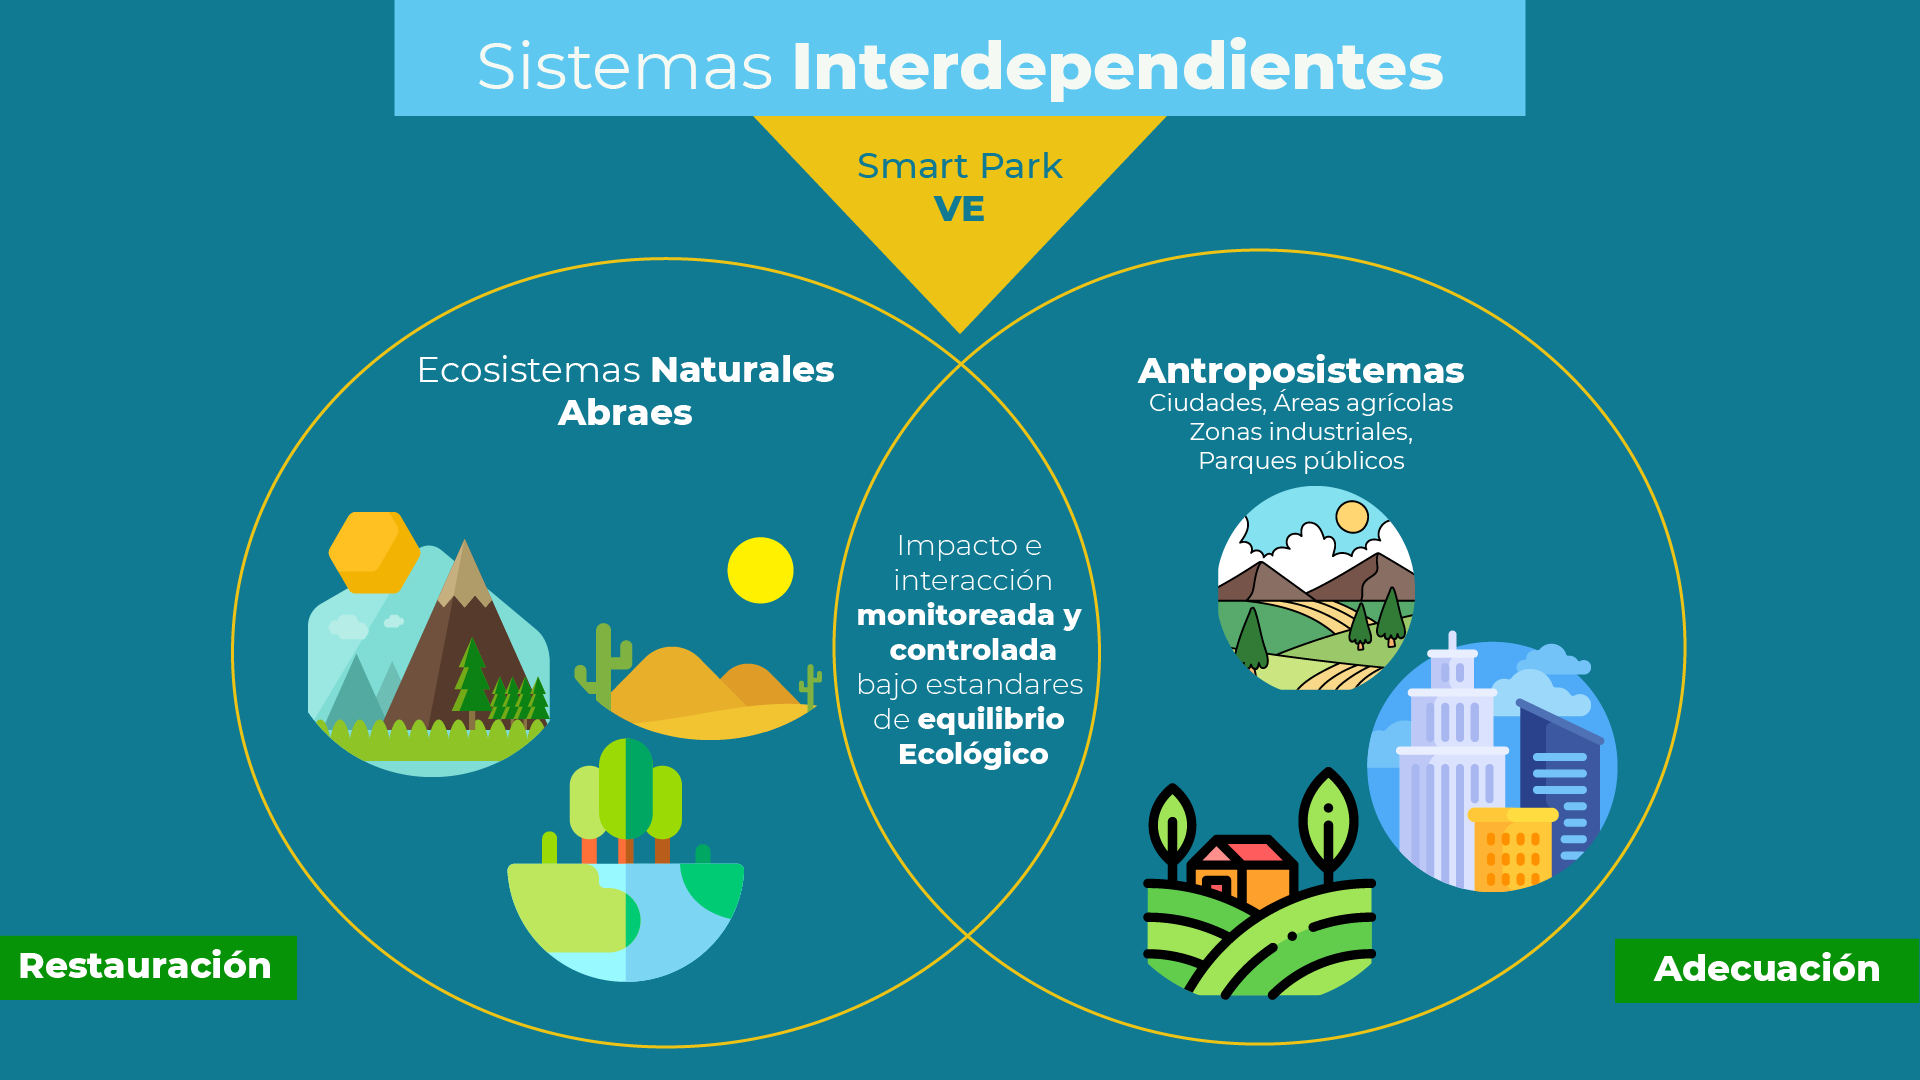 Sistemas Interdependientes
Smart Park
VE
Ecosistemas Naturales
Abraes
Antroposistemas
Ciudades, Áreas agrícolas
Zonas industriales,
Parques públicos
Impacto e
interacción
monitoreada y
controlada
bajo estandares
de equilibrio
Ecológico
Restauración
Adecuación